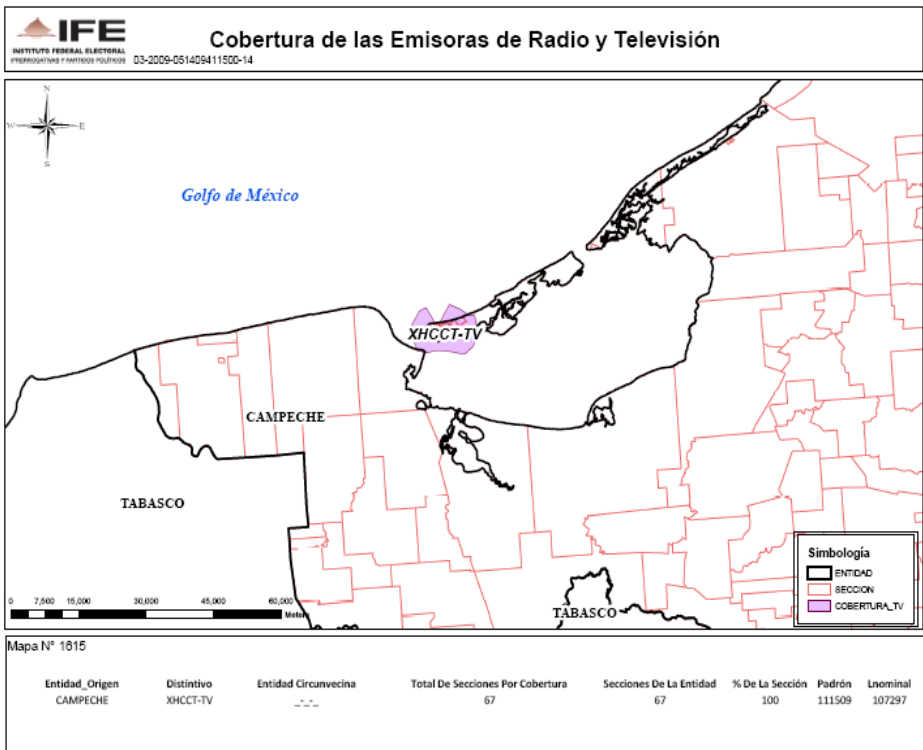 IFE
INSTITUTO FEDERAL ELECTORAL
PRERROGATIVAS Y PARTIDOS POLÍTICOS
03-2009-051409411500-14
Cobertura de las Emisoras de Radio y Televisión
N
W E
S
Golfo de México
XHCCT-TV
CAMPECHE
TABASCO
TABASCO
Simbología
ENTIDAD
SECCION
COBERTURA_TV
0 7,500 15,000 30,000 45,000 60,000
Mapa N° 1615
Entidad_Origen Distintivo Entidad Circunvecina Total De Secciones Por Cobertura Secciones De La Entidad % De La Sección Padrón Lnominal
CAMPECHE XHCCT-TV _-_-_ 67 67 100 111509 107297